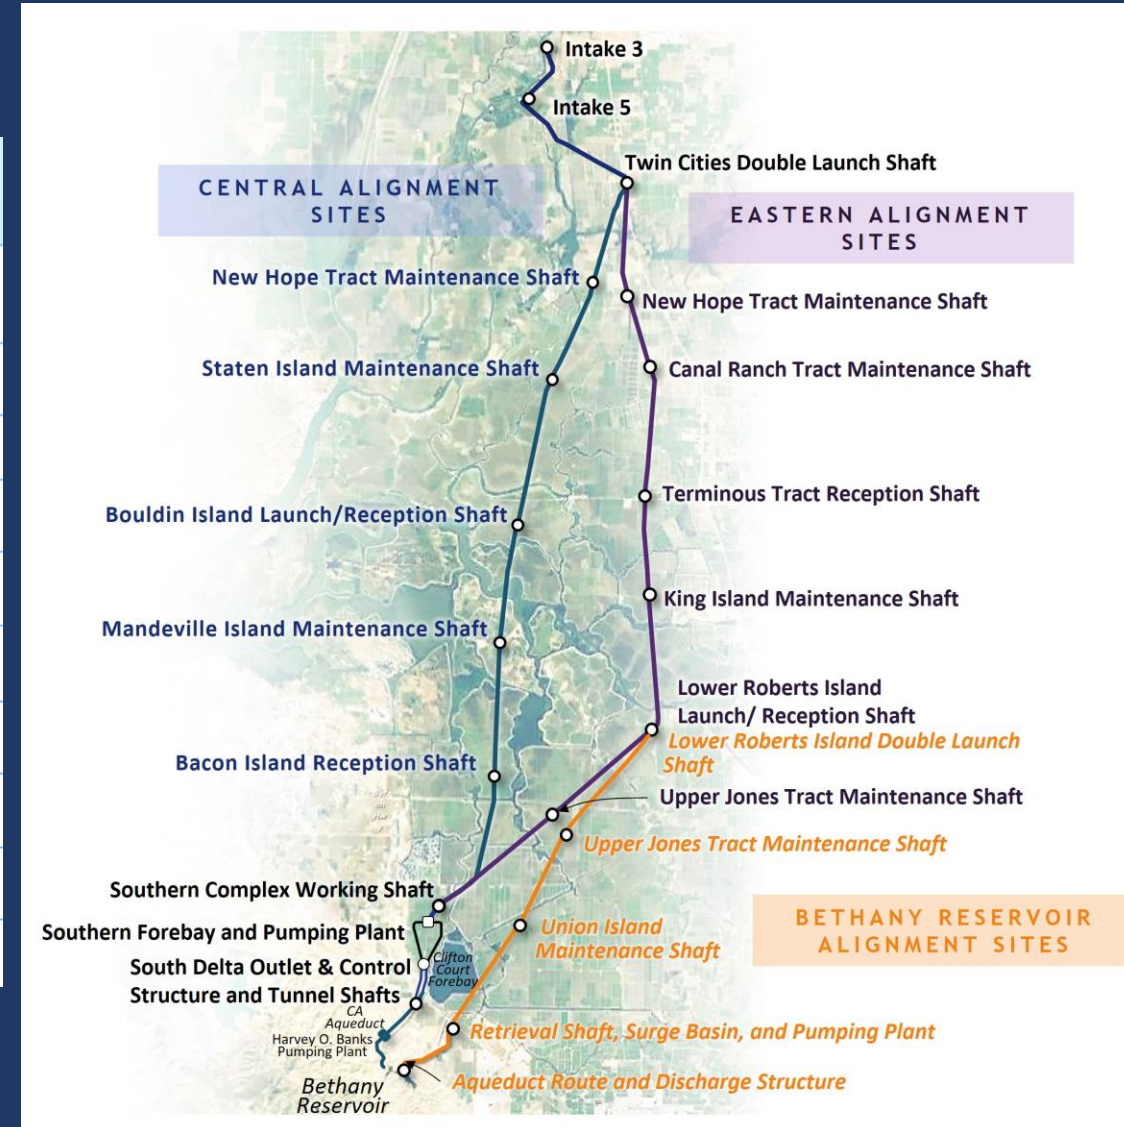 Intake 3
Intake 5
Twin Cities Double Launch Shaft
CENTRAL ALIGNMENT
SITES
EASTERN ALIGNMENT
SITES
New Hope Tract Maintenance Shaft
New Hope Tract Maintenance Shaft
Staten Island Maintenance Shaft
Canal Ranch Tract Maintenance Shaft
Terminous Tract Reception Shaft
Bouldin Island Launch/Reception Shaft
King Island Maintenance Shaft
Mandeville Island Maintenance Shaft
Lower Roberts Island
Launch/ Reception Shaft
Lower Roberts Island Double Launch
Shaft
Bacon Island Reception Shaft
Upper Jones Tract Maintenance Shaft
Upper Jones Tract Maintenance Shaft
Southern Complex Working Shaft
BETHANY RESERVOIR
ALIGNMENT SITES
Union Island
Maintenance Shaft
Southern Forebay and Pumping Plant
South Delta Outlet & Control
Structure and Tunnel Shafts
Clifton
Court
Forebay
CA
Aqueduct
Harvey O. Banks
Pumping Plant
Retrieval Shaft, Surge Basin, and Pumping Plant
Aqueduct Route and Discharge Structure
Bethany
Reservoir